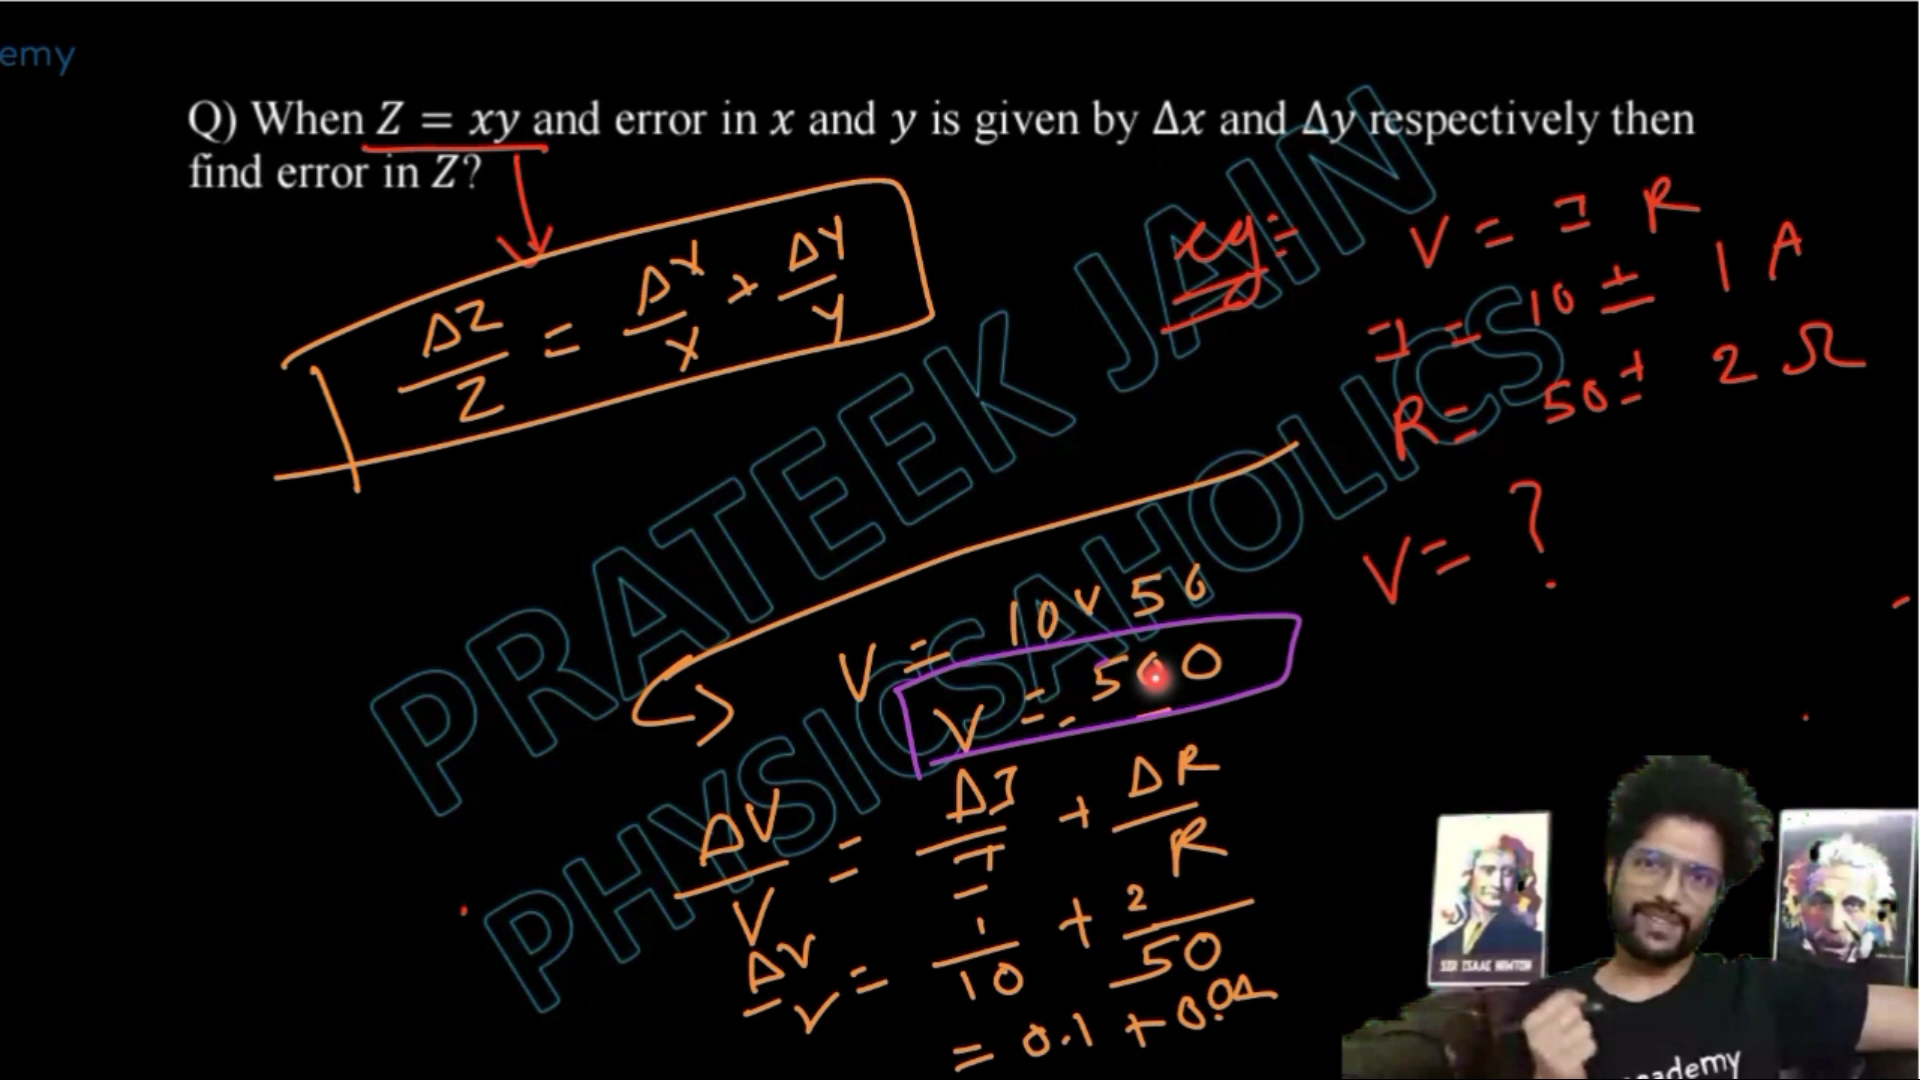 emy
Q) When Z = xy and error in x and y is given by Δx and Δy respectively then
find error in Z?
ΔZ/Z = Δx/x × Δy/y
eg:-
V = I R
I = 10 ± 1 A
R = 50 ± 2 Ω
V = ?
V = 10 × 50
V = 500
ΔV/V = ΔI/I + ΔR/R
ΔV/V = 1/10 + 2/50
= 0.1 + 0.04
PRATEEK JAIN
PHYSICSAHOLICS
SIR ISAAC NEWTON
academy